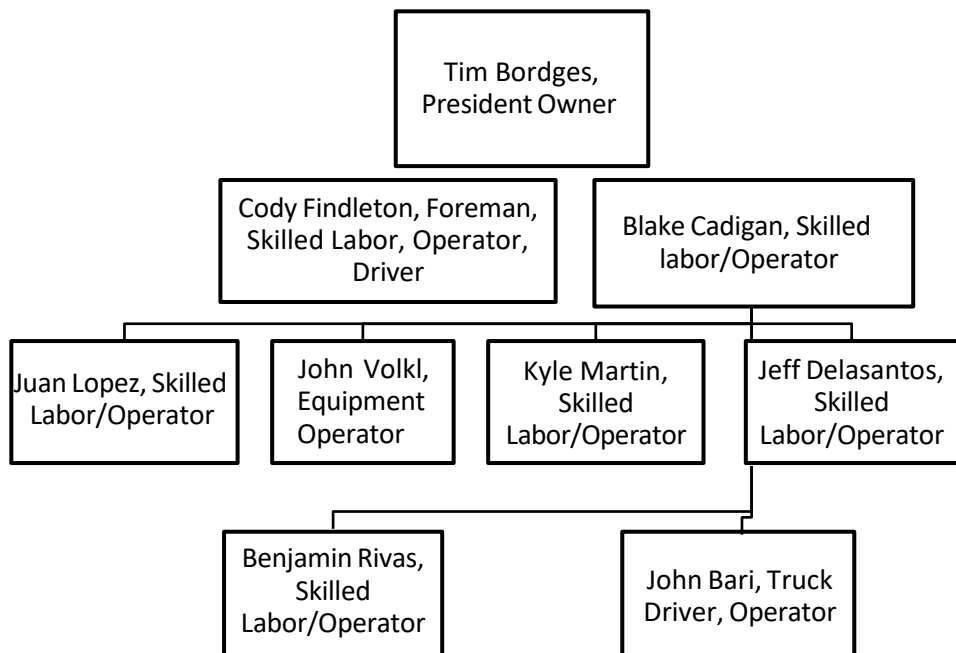 Tim Bordges,
President Owner
Cody Findleton, Foreman,
Skilled Labor, Operator,
Driver
Blake Cadigan, Skilled
labor/Operator
Juan Lopez, Skilled
Labor/Operator
John Volkl,
Equipment
Operator
Kyle Martin,
Skilled
Labor/Operator
Jeff Delasantos,
Skilled
Labor/Operator
Benjamin Rivas,
Skilled
Labor/Operator
John Bari, Truck
Driver, Operator